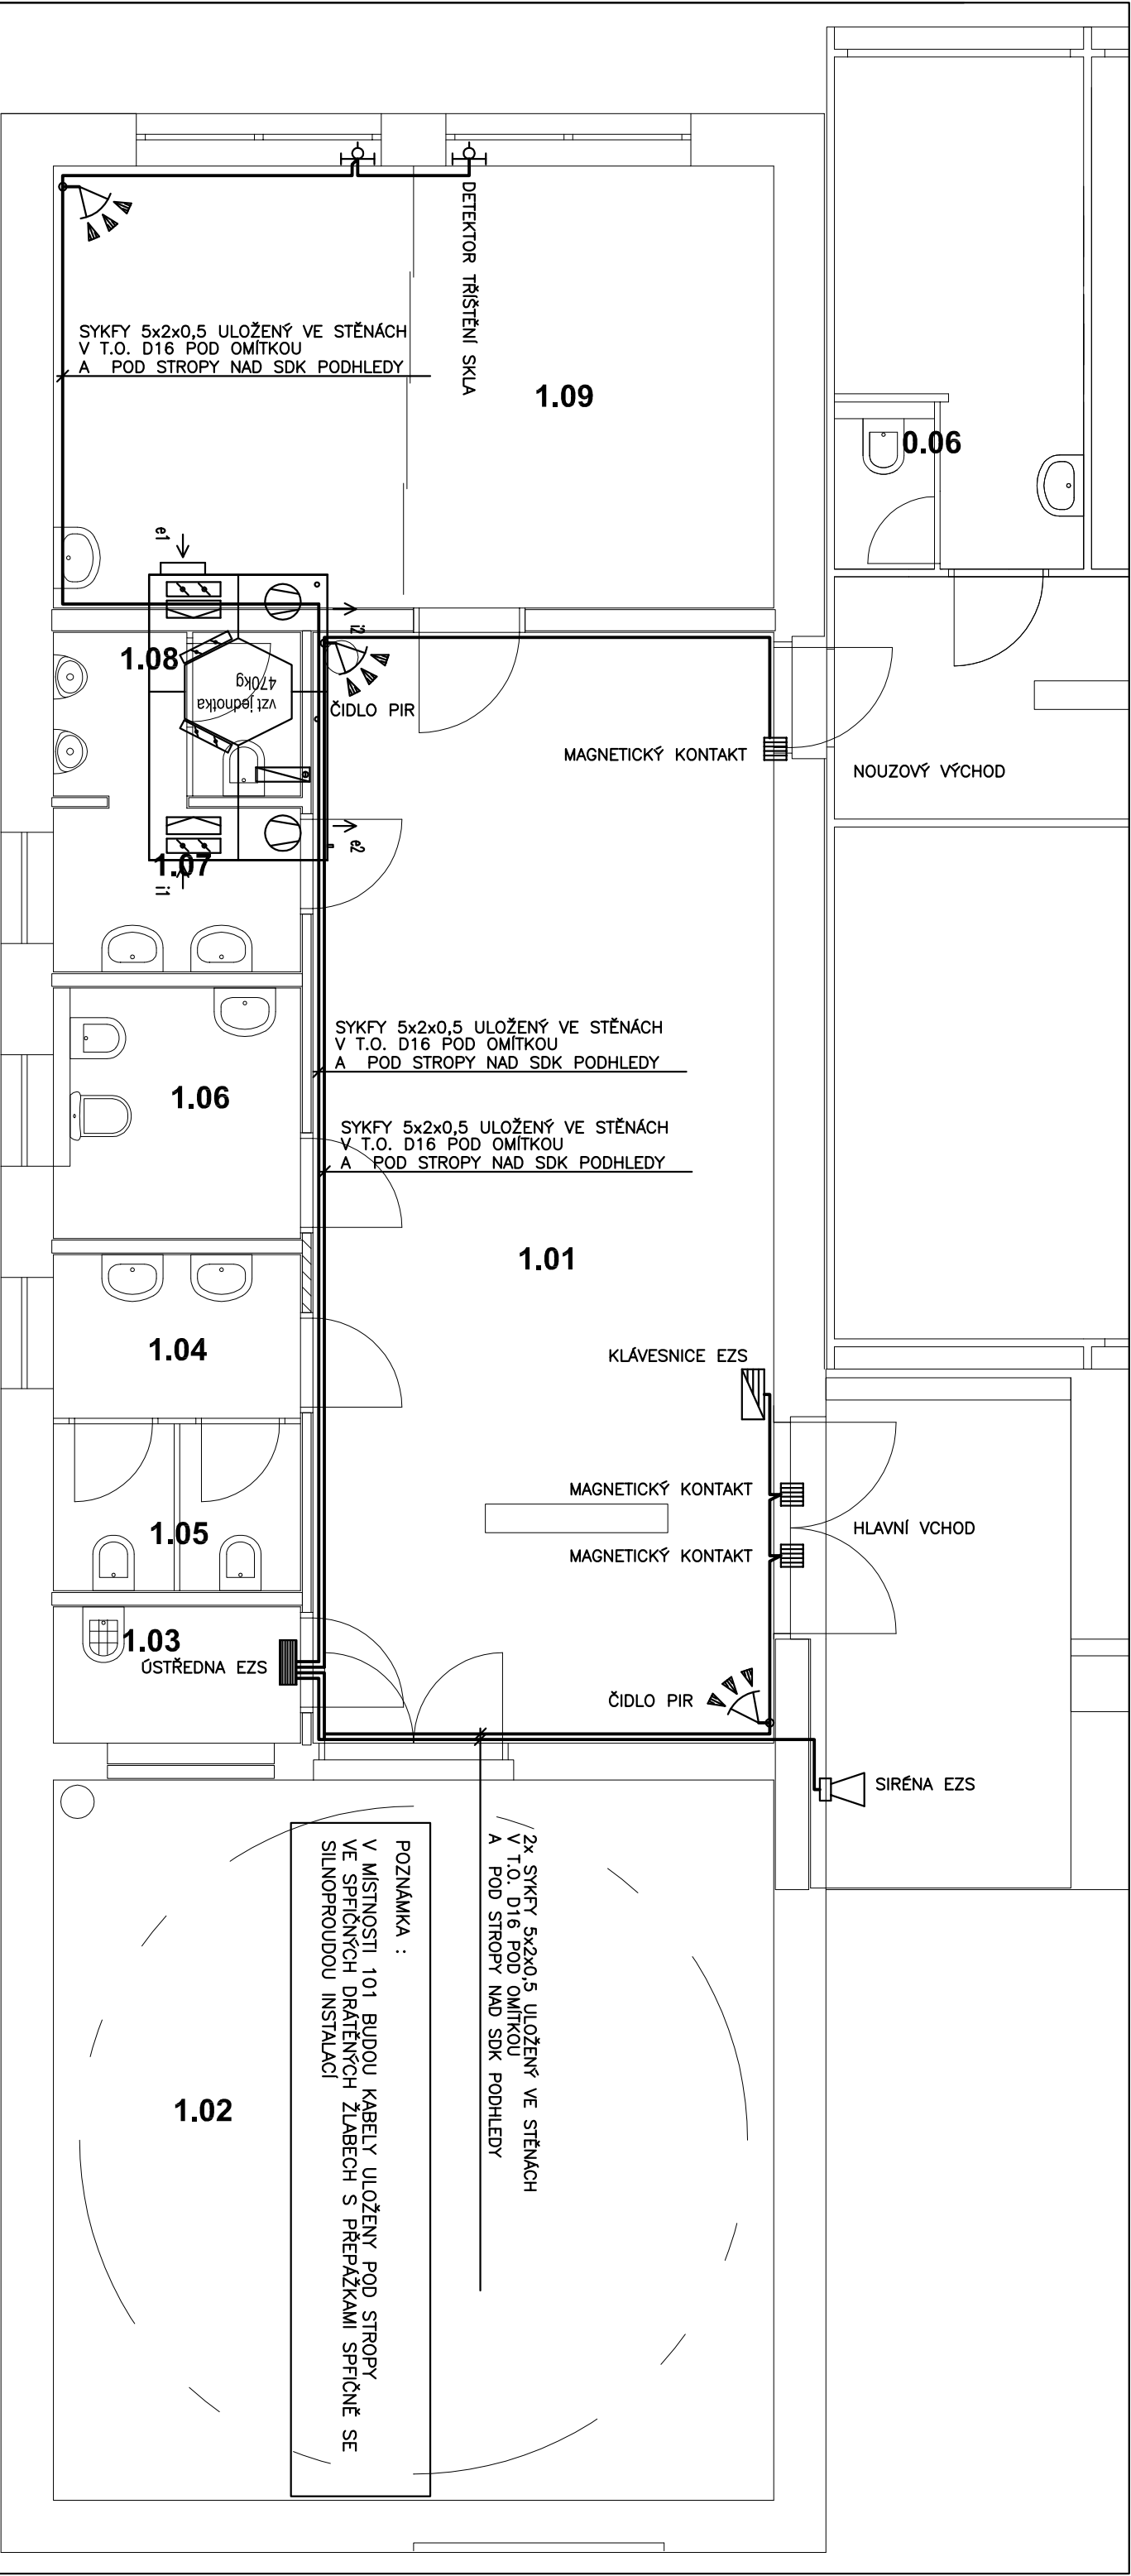 DETEKTOR TŘÍŠTĚNÍ SKLA
SYKFY 5x2x0,5 ULOŽENÝ VE STĚNÁCH
V T.O. D16 POD OMÍTKOU
A POD STROPY NAD SDK PODHLEDY
1.09
0.06
e1
i2
1.08
470kg
vzt jednotka
ČIDLO PIR
MAGNETICKÝ KONTAKT
NOUZOVÝ VÝCHOD
e2
1.07
i1
SYKFY 5x2x0,5 ULOŽENÝ VE STĚNÁCH
V T.O. D16 POD OMÍTKOU
A POD STROPY NAD SDK PODHLEDY
1.06
SYKFY 5x2x0,5 ULOŽENÝ VE STĚNÁCH
V T.O. D16 POD OMÍTKOU
A POD STROPY NAD SDK PODHLEDY
1.01
1.04
KLÁVESNICE EZS
MAGNETICKÝ KONTAKT
1.05
HLAVNÍ VCHOD
MAGNETICKÝ KONTAKT
1.03
ÚSTŘEDNA EZS
ČIDLO PIR
SIRÉNA EZS
2x SYKFY 5x2x0,5 ULOŽENÝ VE STĚNÁCH
V T.O. D16 POD OMÍTKOU
A POD STROPY NAD SDK PODHLEDY
POZNÁMKA :
V MÍSTNOSTI 101 BUDOU KABELY ULOŽENY POD STROPY
VE SPFIČNÝCH DRÁTĚNÝCH ŽLABECH S PŘEPÁŽKAMI SPFIČNĚ SE
SILNOPROUDOU INSTALACÍ
1.02